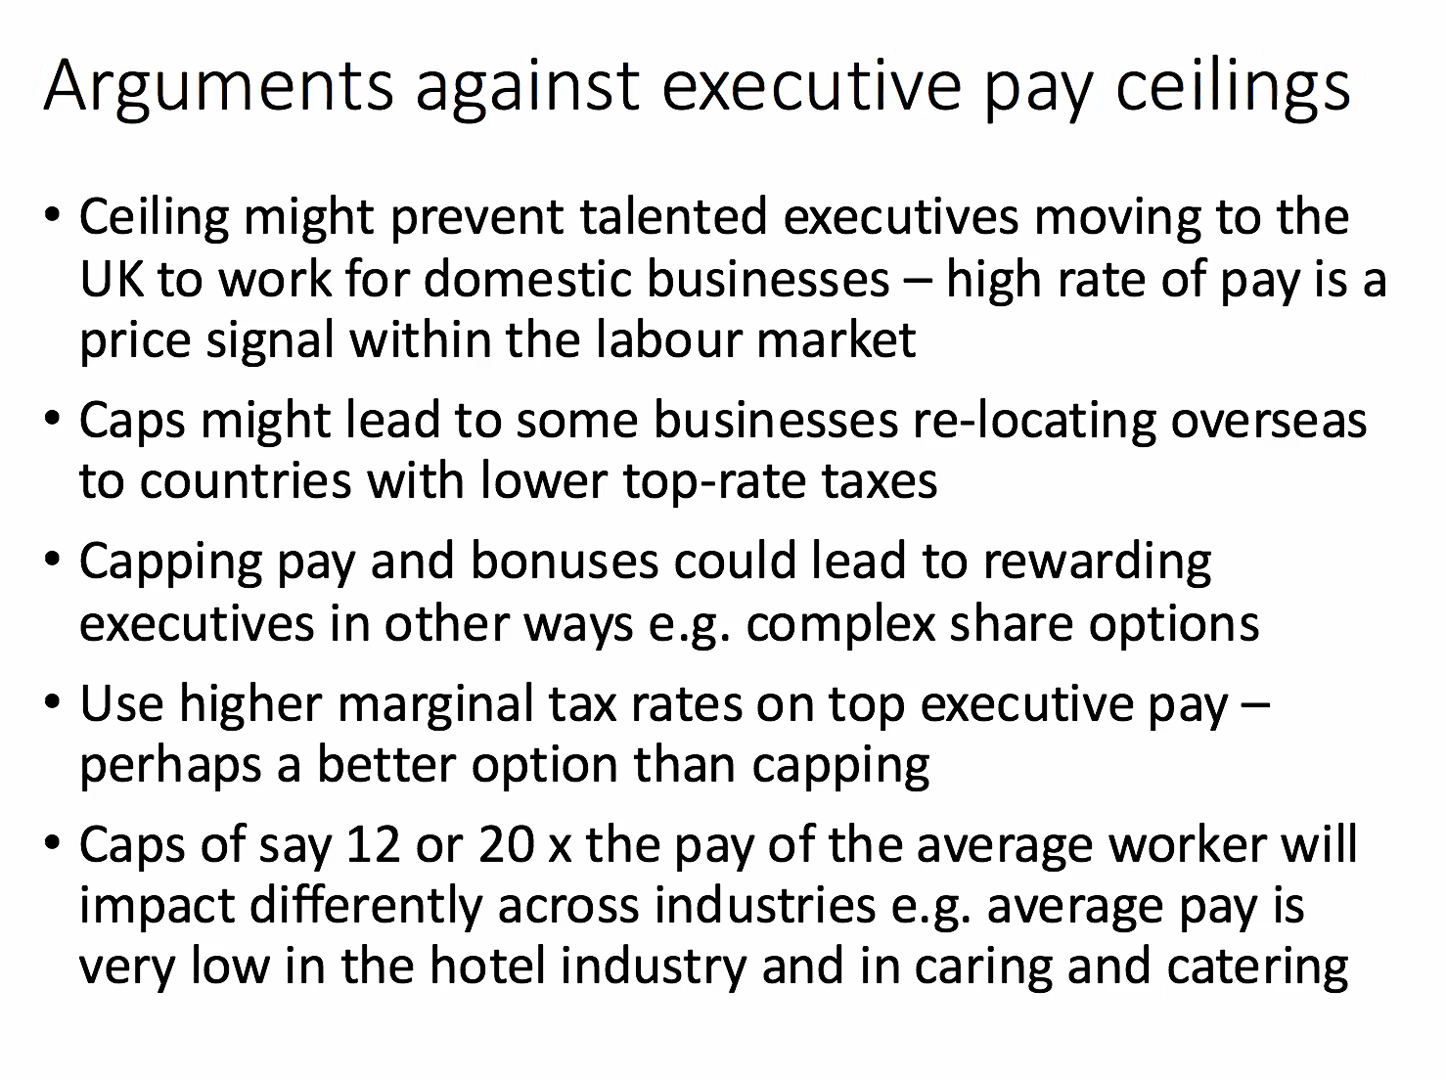 Arguments against executive pay ceilings
• Ceiling might prevent talented executives moving to the
UK to work for domestic businesses – high rate of pay is a
price signal within the labour market
• Caps might lead to some businesses re-locating overseas
to countries with lower top-rate taxes
• Capping pay and bonuses could lead to rewarding
executives in other ways e.g. complex share options
• Use higher marginal tax rates on top executive pay –
perhaps a better option than capping
• Caps of say 12 or 20 x the pay of the average worker will
impact differently across industries e.g. average pay is
very low in the hotel industry and in caring and catering